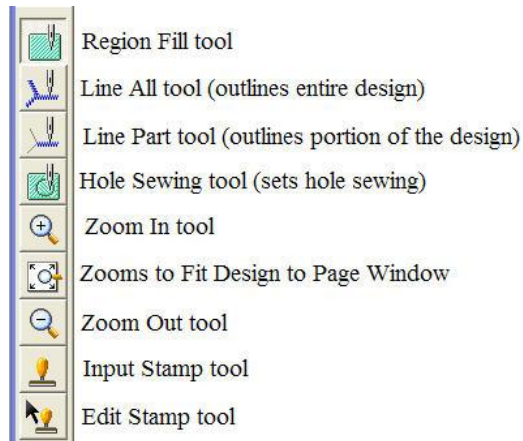 Region Fill tool
Line All tool (outlines entire design)
Line Part tool (outlines portion of the design)
Hole Sewing tool (sets hole sewing)
Zoom In tool
Zooms to Fit Design to Page Window
Zoom Out tool
Input Stamp tool
Edit Stamp tool